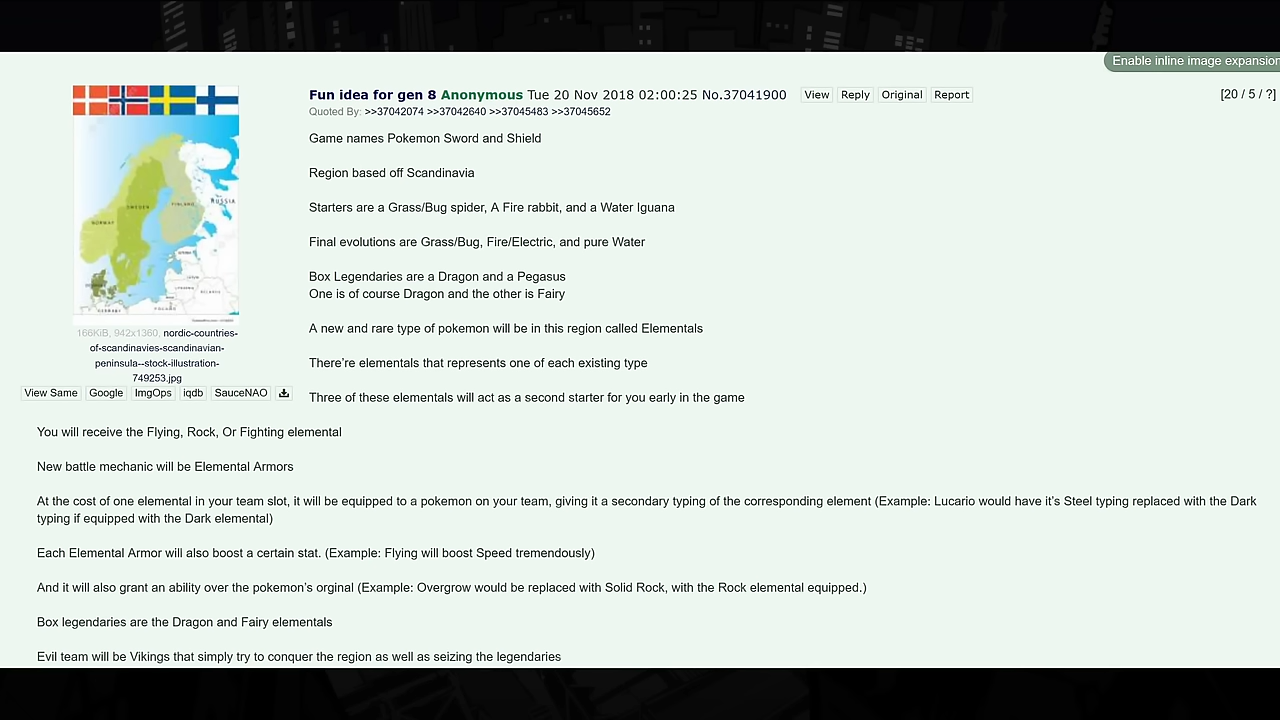 Enable inline image expansion
Fun idea for gen 8 Anonymous Tue 20 Nov 2018 02:00:25 No.37041900 View Reply Original Report
[20 / 5 / ?]
Quoted By: >>37042074 >>37042640 >>37045483 >>37045652
Game names Pokemon Sword and Shield
Region based off Scandinavia
Starters are a Grass/Bug spider, A Fire rabbit, and a Water Iguana
Final evolutions are Grass/Bug, Fire/Electric, and pure Water
Box Legendaries are a Dragon and a Pegasus
One is of course Dragon and the other is Fairy
A new and rare type of pokemon will be in this region called Elementals
There're elementals that represents one of each existing type
Three of these elementals will act as a second starter for you early in the game
NORWAY
SWEDEN
FINLAND
RUSSIA
166KiB, 942x1360, nordic-countries-
of-scandinavies-scandinavian-
peninsula--stock-illustration-
749253.jpg
View Same Google ImgOps iqdb SauceNAO
You will receive the Flying, Rock, Or Fighting elemental
New battle mechanic will be Elemental Armors
At the cost of one elemental in your team slot, it will be equipped to a pokemon on your team, giving it a secondary typing of the corresponding element (Example: Lucario would have it's Steel typing replaced with the Dark
typing if equipped with the Dark elemental)
Each Elemental Armor will also boost a certain stat. (Example: Flying will boost Speed tremendously)
And it will also grant an ability over the pokemon's orginal (Example: Overgrow would be replaced with Solid Rock, with the Rock elemental equipped.)
Box legendaries are the Dragon and Fairy elementals
Evil team will be Vikings that simply try to conquer the region as well as seizing the legendaries